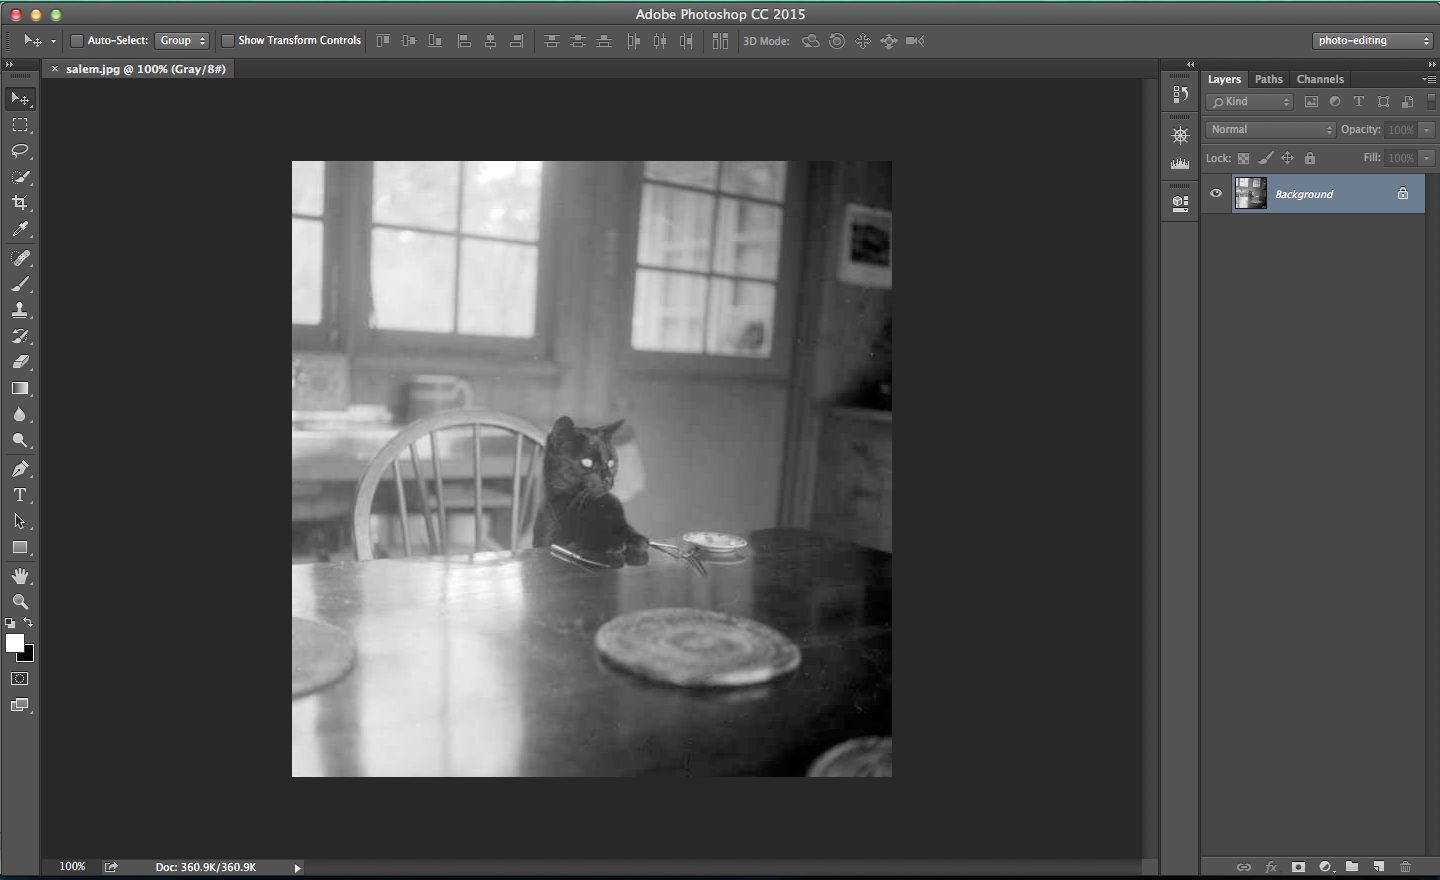 Adobe Photoshop CC 2015
Auto-Select: Group Show Transform Controls 3D Mode: photo-editing
× salem.jpg @ 100% (Gray/8#)
Layers Paths Channels
Kind T
Normal Opacity: 100%
Lock: Fill: 100%
Background
T
100% Doc: 360.9K/360.9K fx